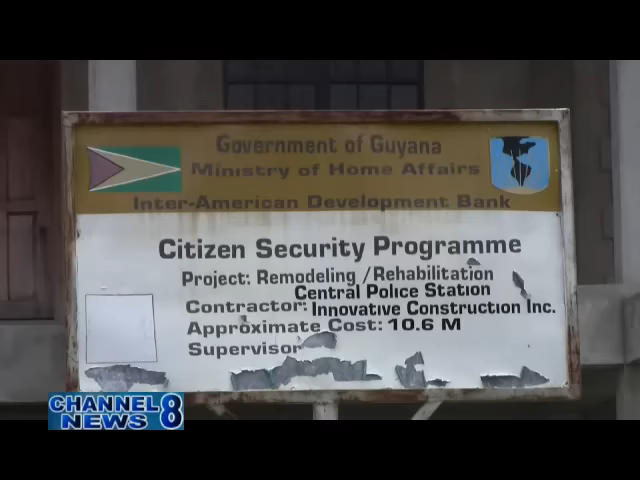 Government of Guyana
Ministry of Home Affairs
Inter-American Development Bank
Citizen Security Programme
Project: Remodeling /Rehabilitation
Central Police Station
Contractor: Innovative Construction Inc.
Approximate Cost: 10.6 M
Supervisor
CHANNEL 8
NEWS